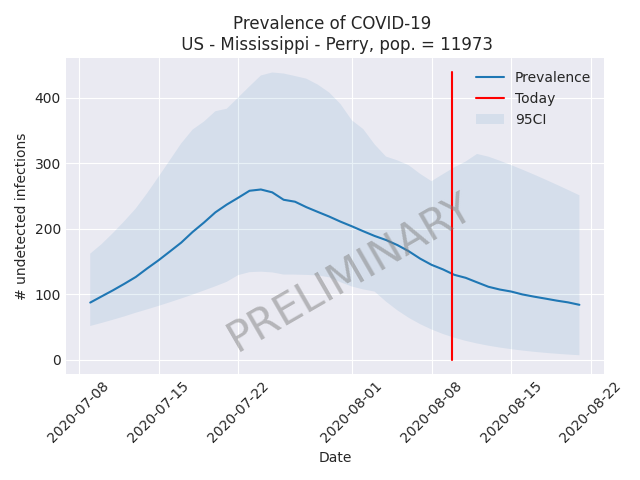 Prevalence of COVID-19
US - Mississippi - Perry, pop. = 11973
# undetected infections
400
300
200
100
0
Prevalence
Today
95CI
PRELIMINARY
2020-07-08
2020-07-15
2020-07-22
2020-08-01
2020-08-08
2020-08-15
2020-08-22
Date